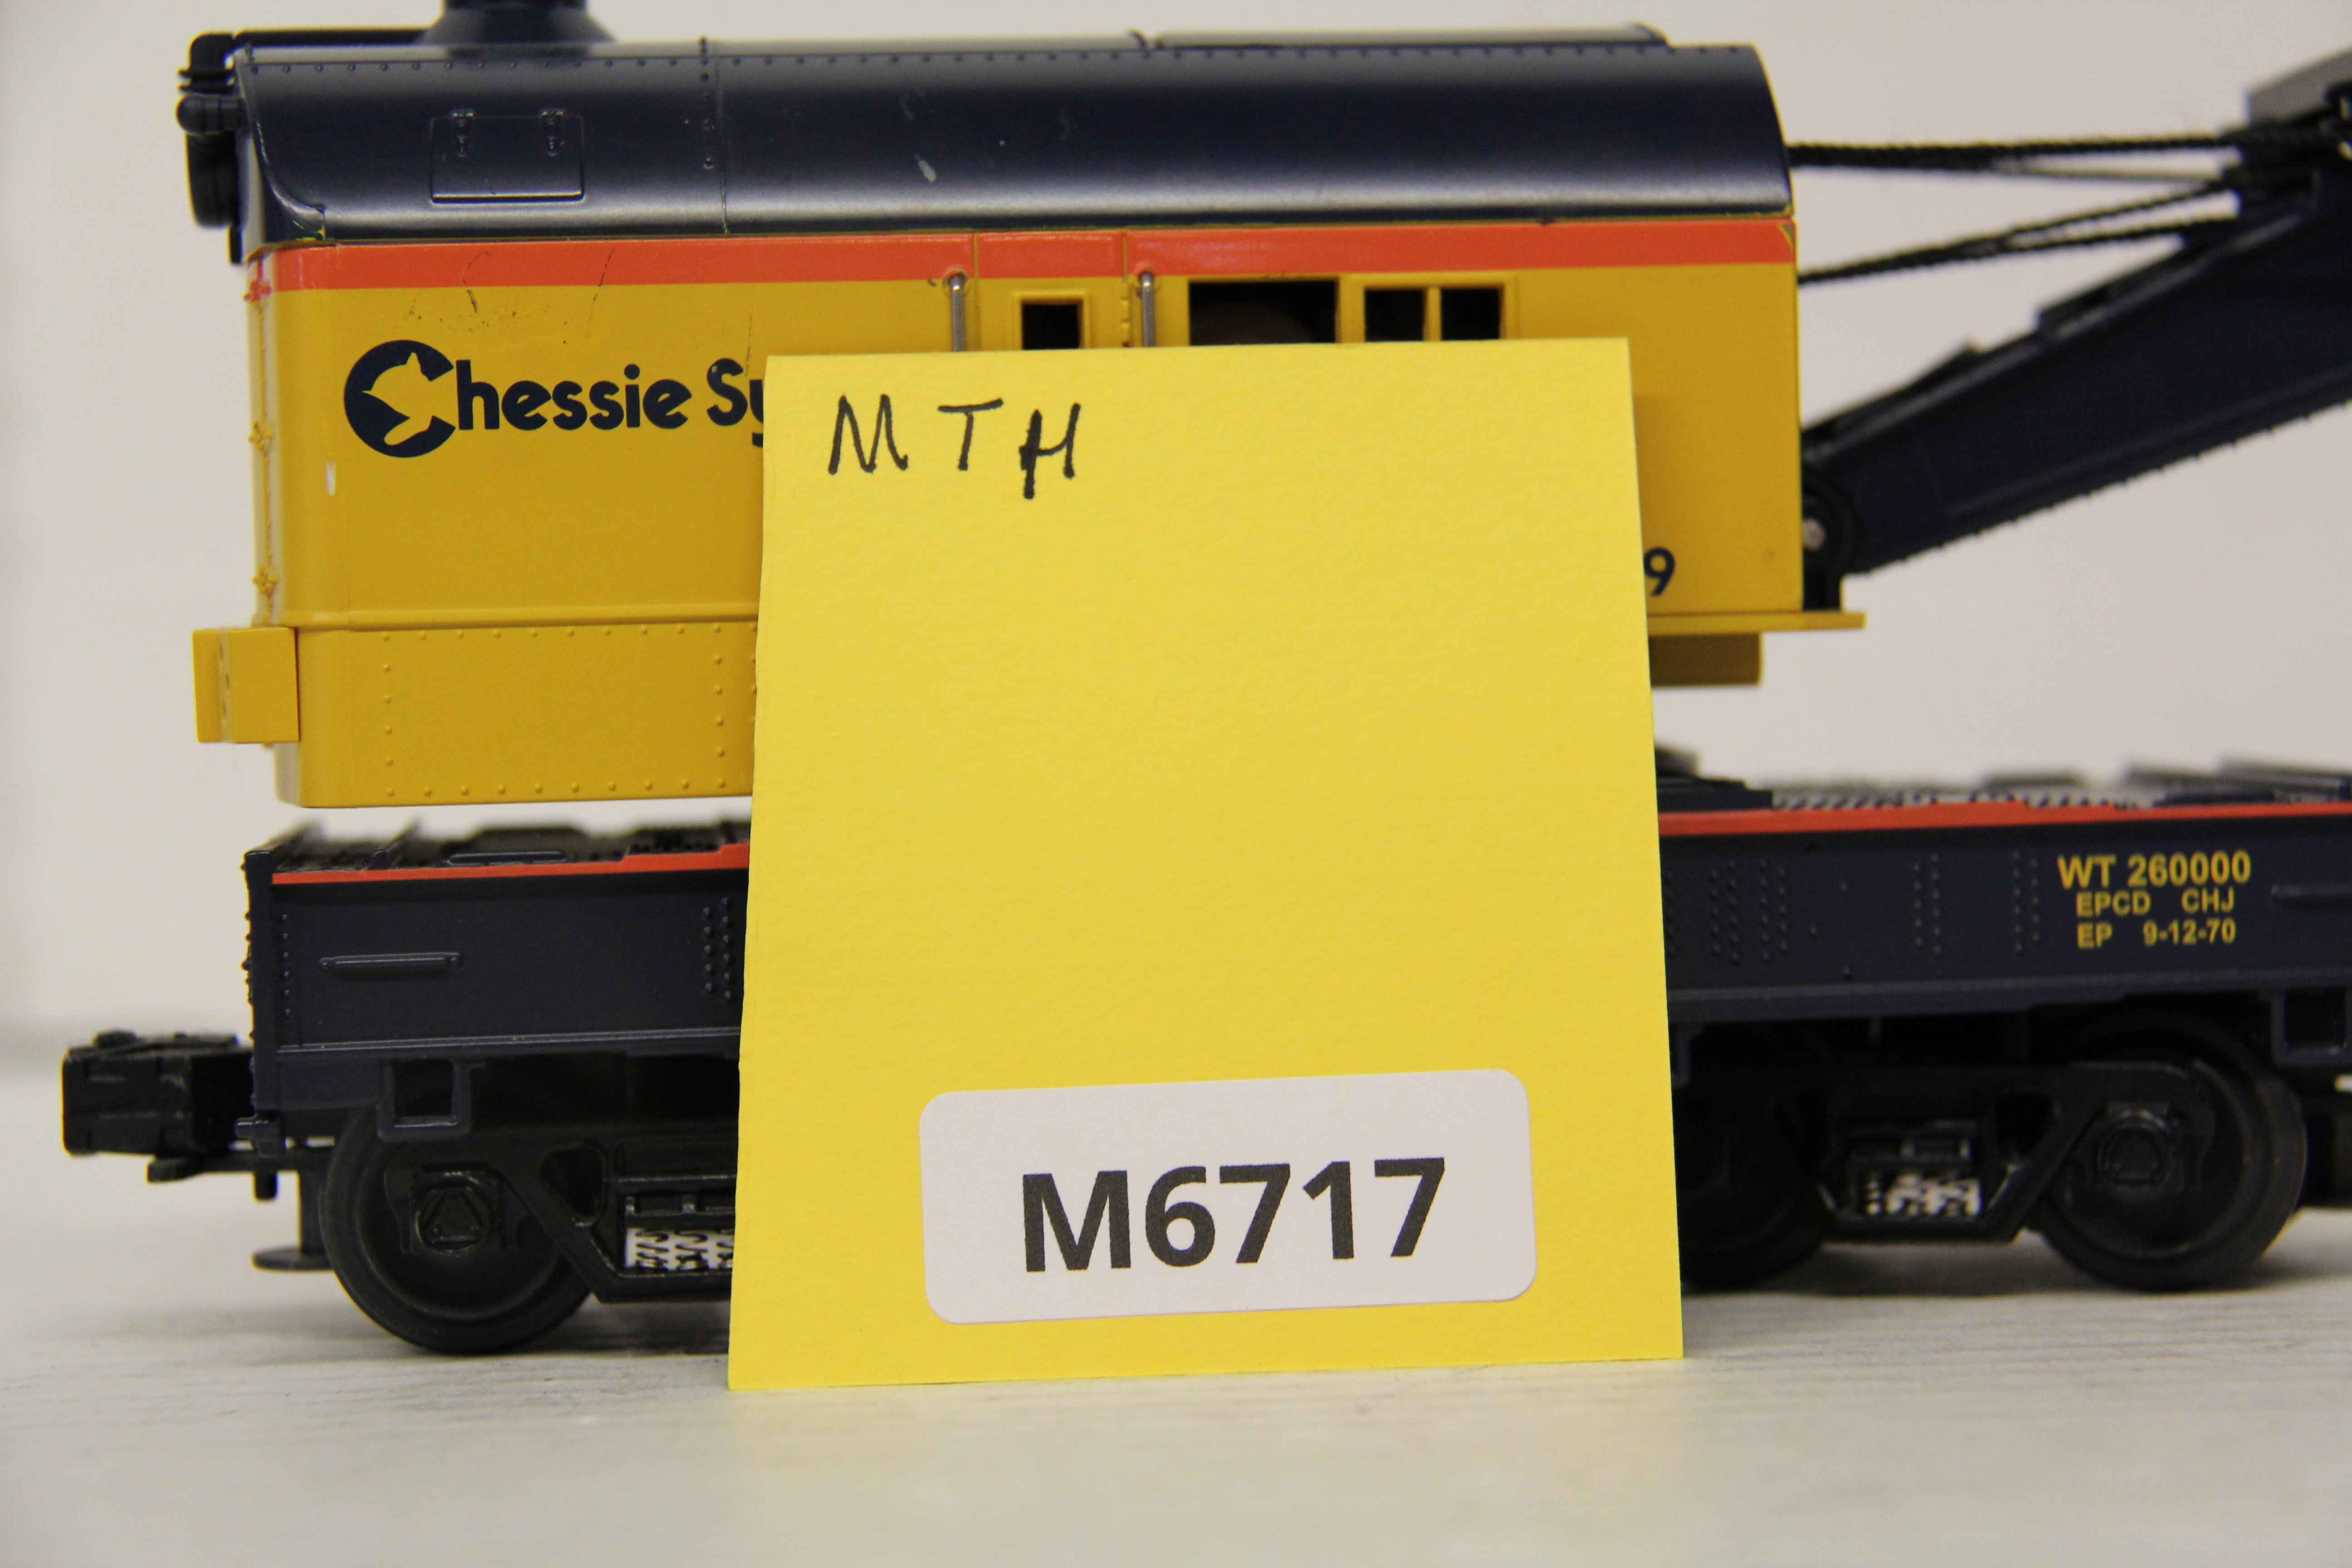 Chessie Sy
MTH
9
WT 260000
EPCD CHJ
EP 9-12-70
M6717